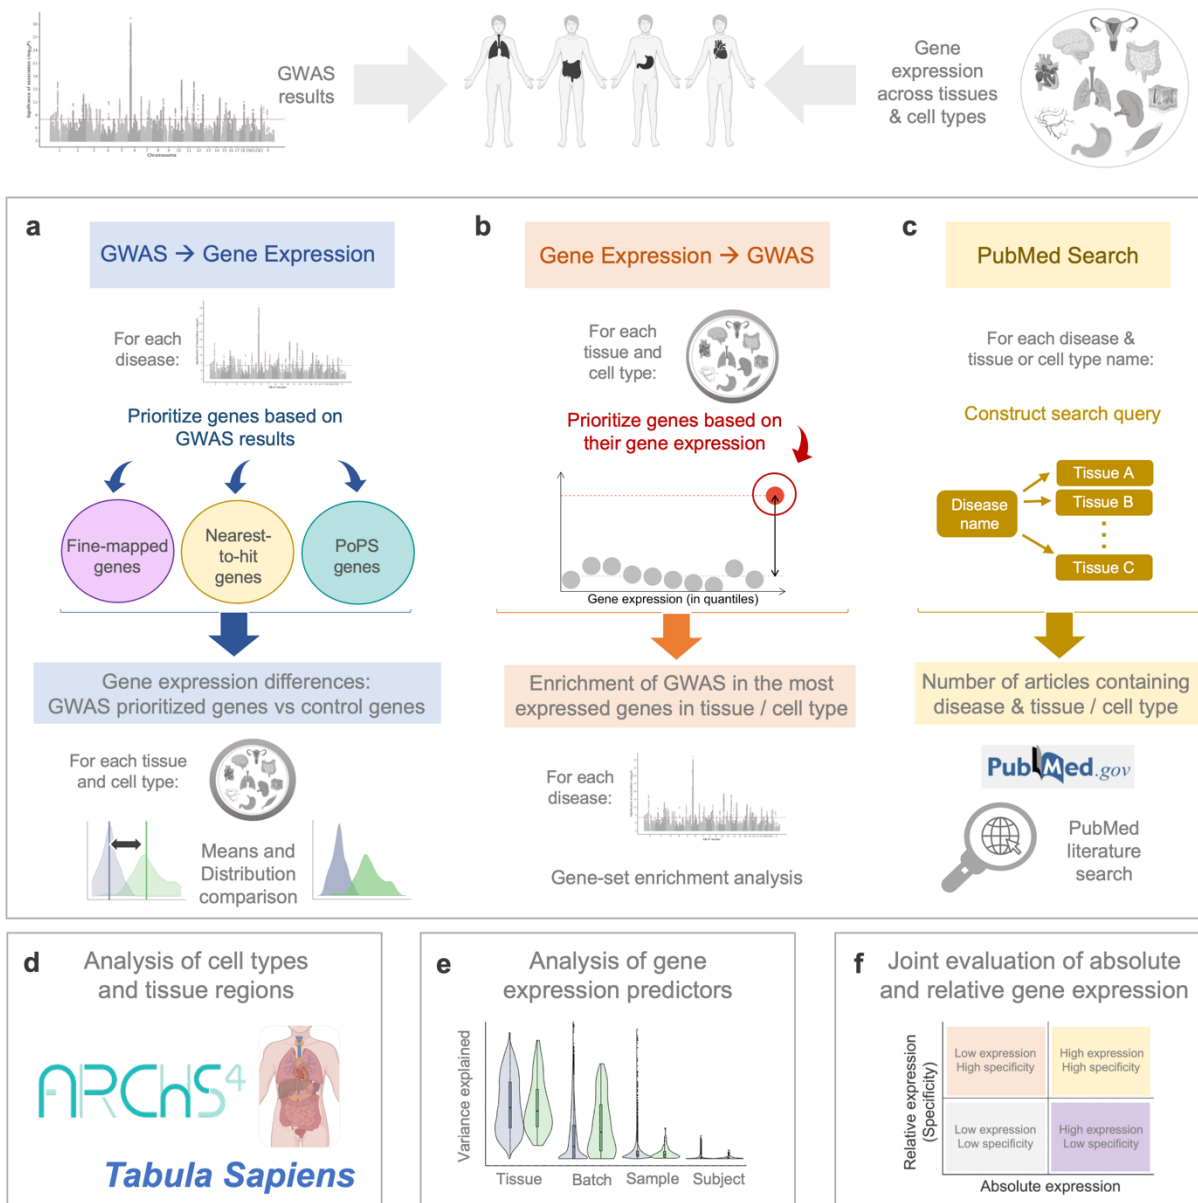 GWAS
results
Gene
expression
across tissues
& cell types
Significance of association (-log₁₀P)
Chromosome
a
GWAS → Gene Expression
For each
disease:
Prioritize genes based on
GWAS results
Fine-mapped
genes
Nearest-
to-hit
genes
PoPS
genes
Gene expression differences:
GWAS prioritized genes vs control genes
For each tissue
and cell type:
Means and
Distribution
comparison
b
Gene Expression → GWAS
For each
tissue and
cell type:
Prioritize genes based on
their gene expression
Gene expression (in quantiles)
Enrichment of GWAS in the most
expressed genes in tissue / cell type
For each
disease:
Gene-set enrichment analysis
c
PubMed Search
For each disease &
tissue or cell type name:
Construct search query
Disease
name
Tissue A
Tissue B
Tissue C
Number of articles containing
disease & tissue / cell type
PubMed.gov
PubMed
literature
search
d
Analysis of cell types
and tissue regions
ARCHS4
Tabula Sapiens
e
Analysis of gene
expression predictors
Variance explained
Tissue
Batch
Sample
Subject
f
Joint evaluation of absolute
and relative gene expression
Relative expression
(Specificity)
Low expression
High specificity
High expression
High specificity
Low expression
Low specificity
High expression
Low specificity
Absolute expression